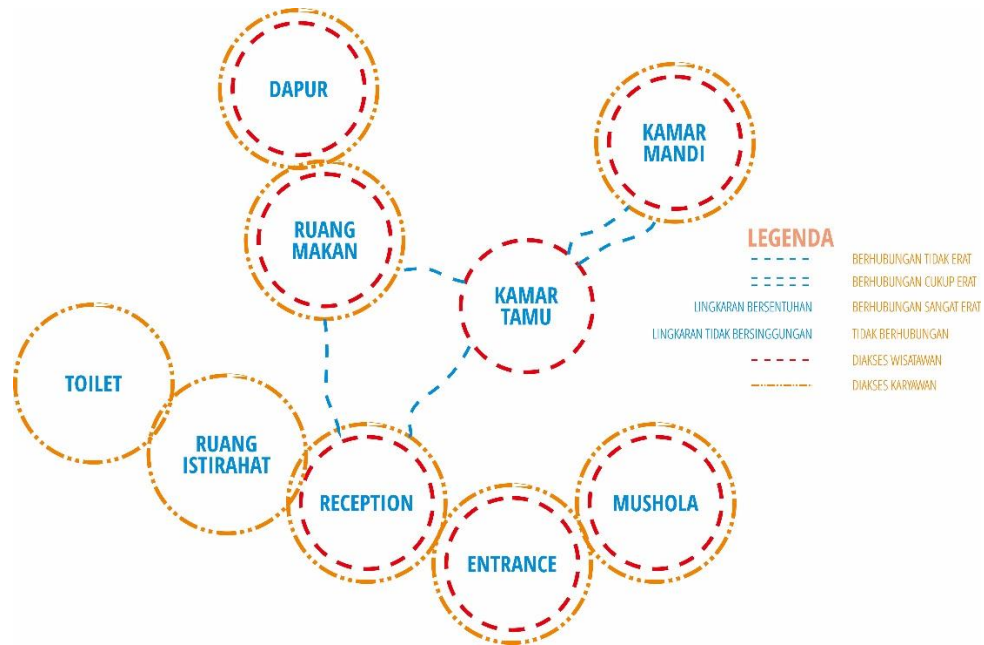 DAPUR
KAMAR
MANDI
RUANG
MAKAN
KAMAR
TAMU
TOILET
RUANG
ISTIRAHAT
RECEPTION
ENTRANCE
MUSHOLA
LEGENDA
BERHUBUNGAN TIDAK ERAT
BERHUBUNGAN CUKUP ERAT
LINGKARAN BERSENTUHAN BERHUBUNGAN SANGAT ERAT
LINGKARAN TIDAK BERSINGGUNGAN TIDAK BERHUBUNGAN
DIAKSES WISATAWAN
DIAKSES KARYAWAN